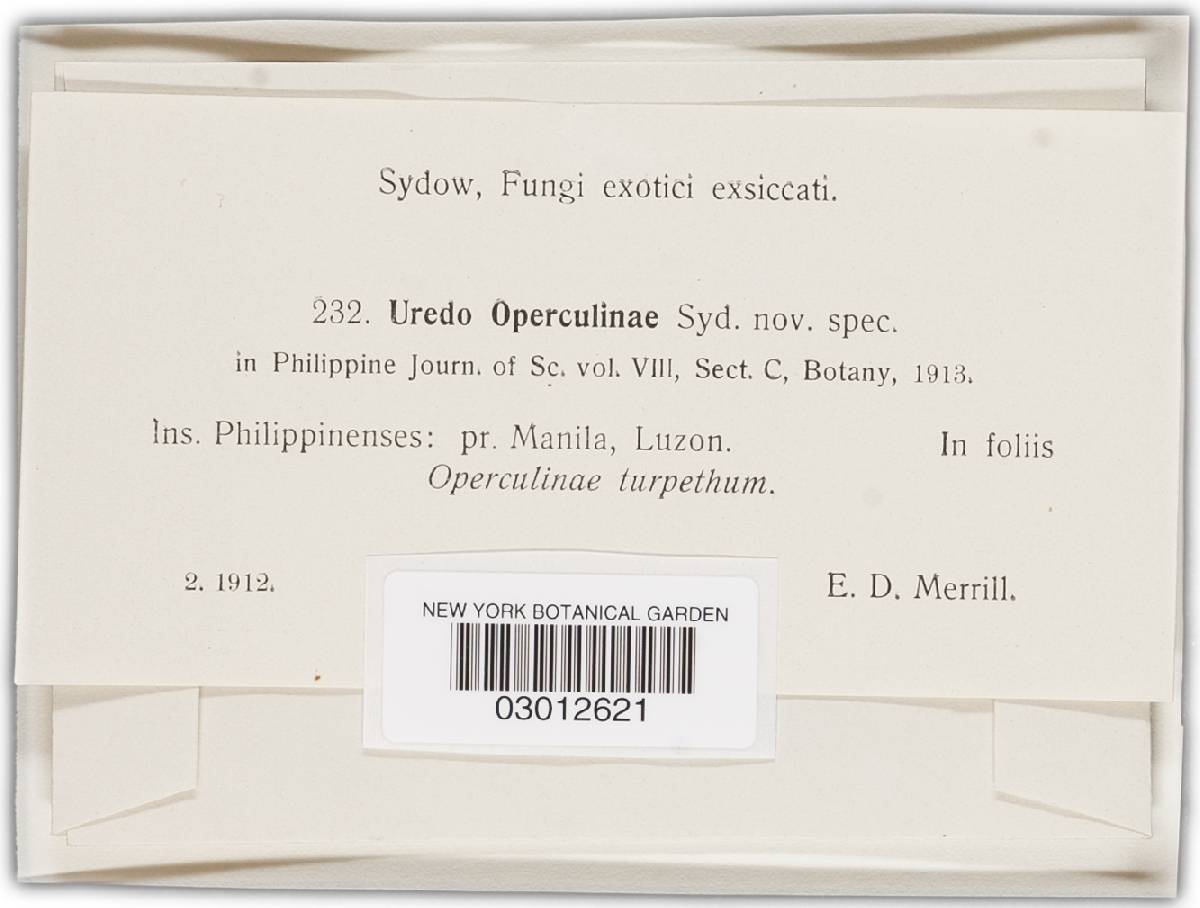 Sydow, Fungi exotici exsiccati.
232. Uredo Operculinae Syd. nov. spec.
in Philippine Journ. of Sc. vol. VIII, Sect. C, Botany, 1913.
Ins. Philippinenses: pr. Manila, Luzon. In foliis
Operculinae turpethum.
2. 1912. E. D. Merrill.
NEW YORK BOTANICAL GARDEN
03012621